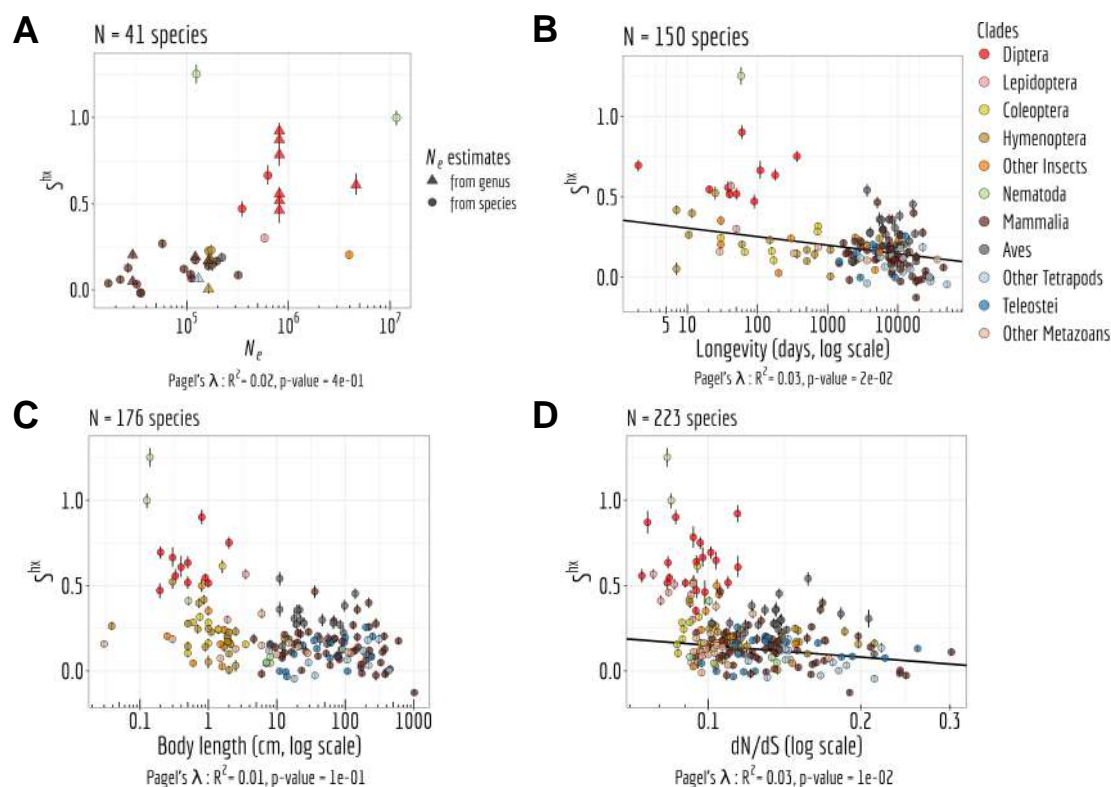 A
N = 41 species
S^hx
1.0
0.5
0.0
10^5
10^6
10^7
N_e
Pagel's λ : R² = 0.02, p-value = 4e-01
N_e estimates
from genus
from species
B
N = 150 species
S^hx
1.0
0.5
0.0
5 10 100 1000 10000
Longevity (days, log scale)
Pagel's λ : R² = 0.03, p-value = 2e-02
Clades
Diptera
Lepidoptera
Coleoptera
Hymenoptera
Other Insects
Nematoda
Mammalia
Aves
Other Tetrapods
Teleostei
Other Metazoans
C
N = 176 species
S^hx
1.0
0.5
0.0
0.1 1 10 100 1000
Body length (cm, log scale)
Pagel's λ : R² = 0.01, p-value = 1e-01
D
N = 223 species
S^hx
1.0
0.5
0.0
0.1 0.2 0.3
dN/dS (log scale)
Pagel's λ : R² = 0.03, p-value = 1e-02